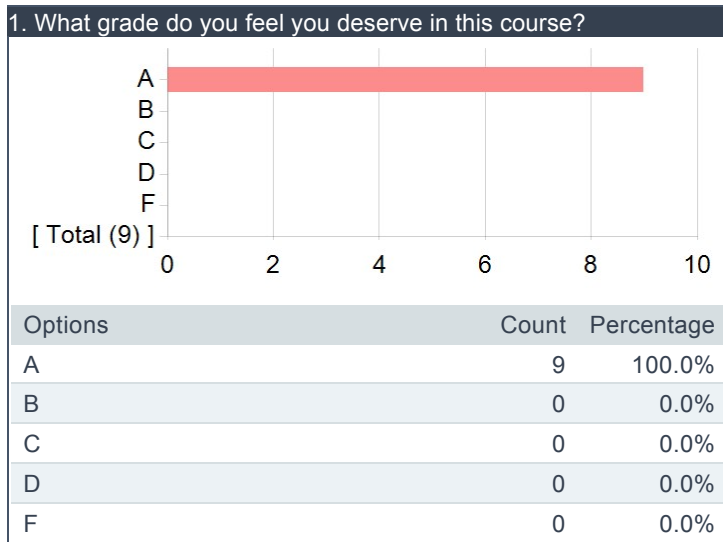 1. What grade do you feel you deserve in this course?
A
B
C
D
F
[ Total (9) ]
0 2 4 6 8 10
Options Count Percentage
A 9 100.0%
B 0 0.0%
C 0 0.0%
D 0 0.0%
F 0 0.0%